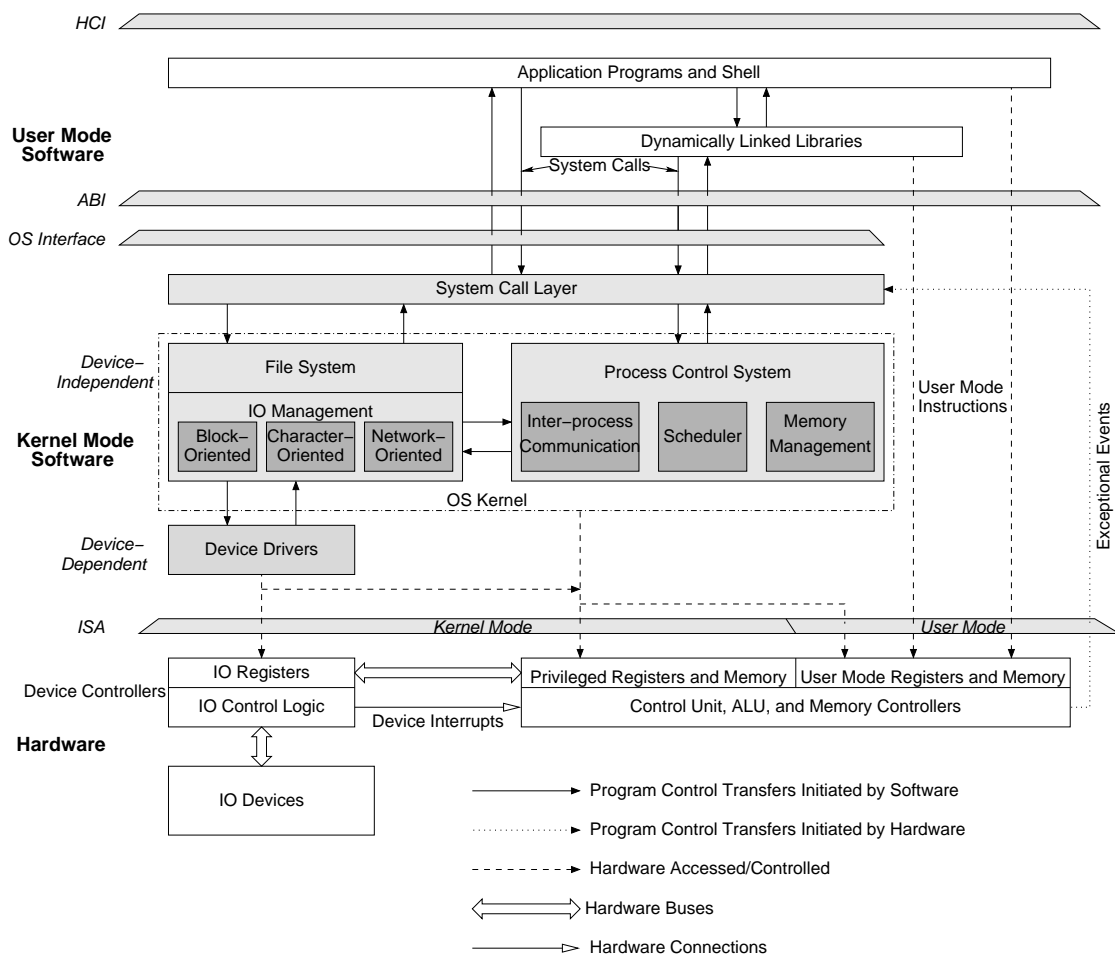 HCI
Application Programs and Shell
User Mode
Software
Dynamically Linked Libraries
System Calls
ABI
OS Interface
System Call Layer
Device–
Independent
File System
Process Control System
IO Management
User Mode
Instructions
Kernel Mode
Software
Block–
Oriented
Character–
Oriented
Network–
Oriented
Inter–process
Communication
Scheduler
Memory
Management
Exceptional Events
OS Kernel
Device–
Dependent
Device Drivers
ISA
Kernel Mode
User Mode
Device Controllers
IO Registers
Privileged Registers and Memory
User Mode Registers and Memory
IO Control Logic
Device Interrupts
Control Unit, ALU, and Memory Controllers
Hardware
IO Devices
Program Control Transfers Initiated by Software
Program Control Transfers Initiated by Hardware
Hardware Accessed/Controlled
Hardware Buses
Hardware Connections